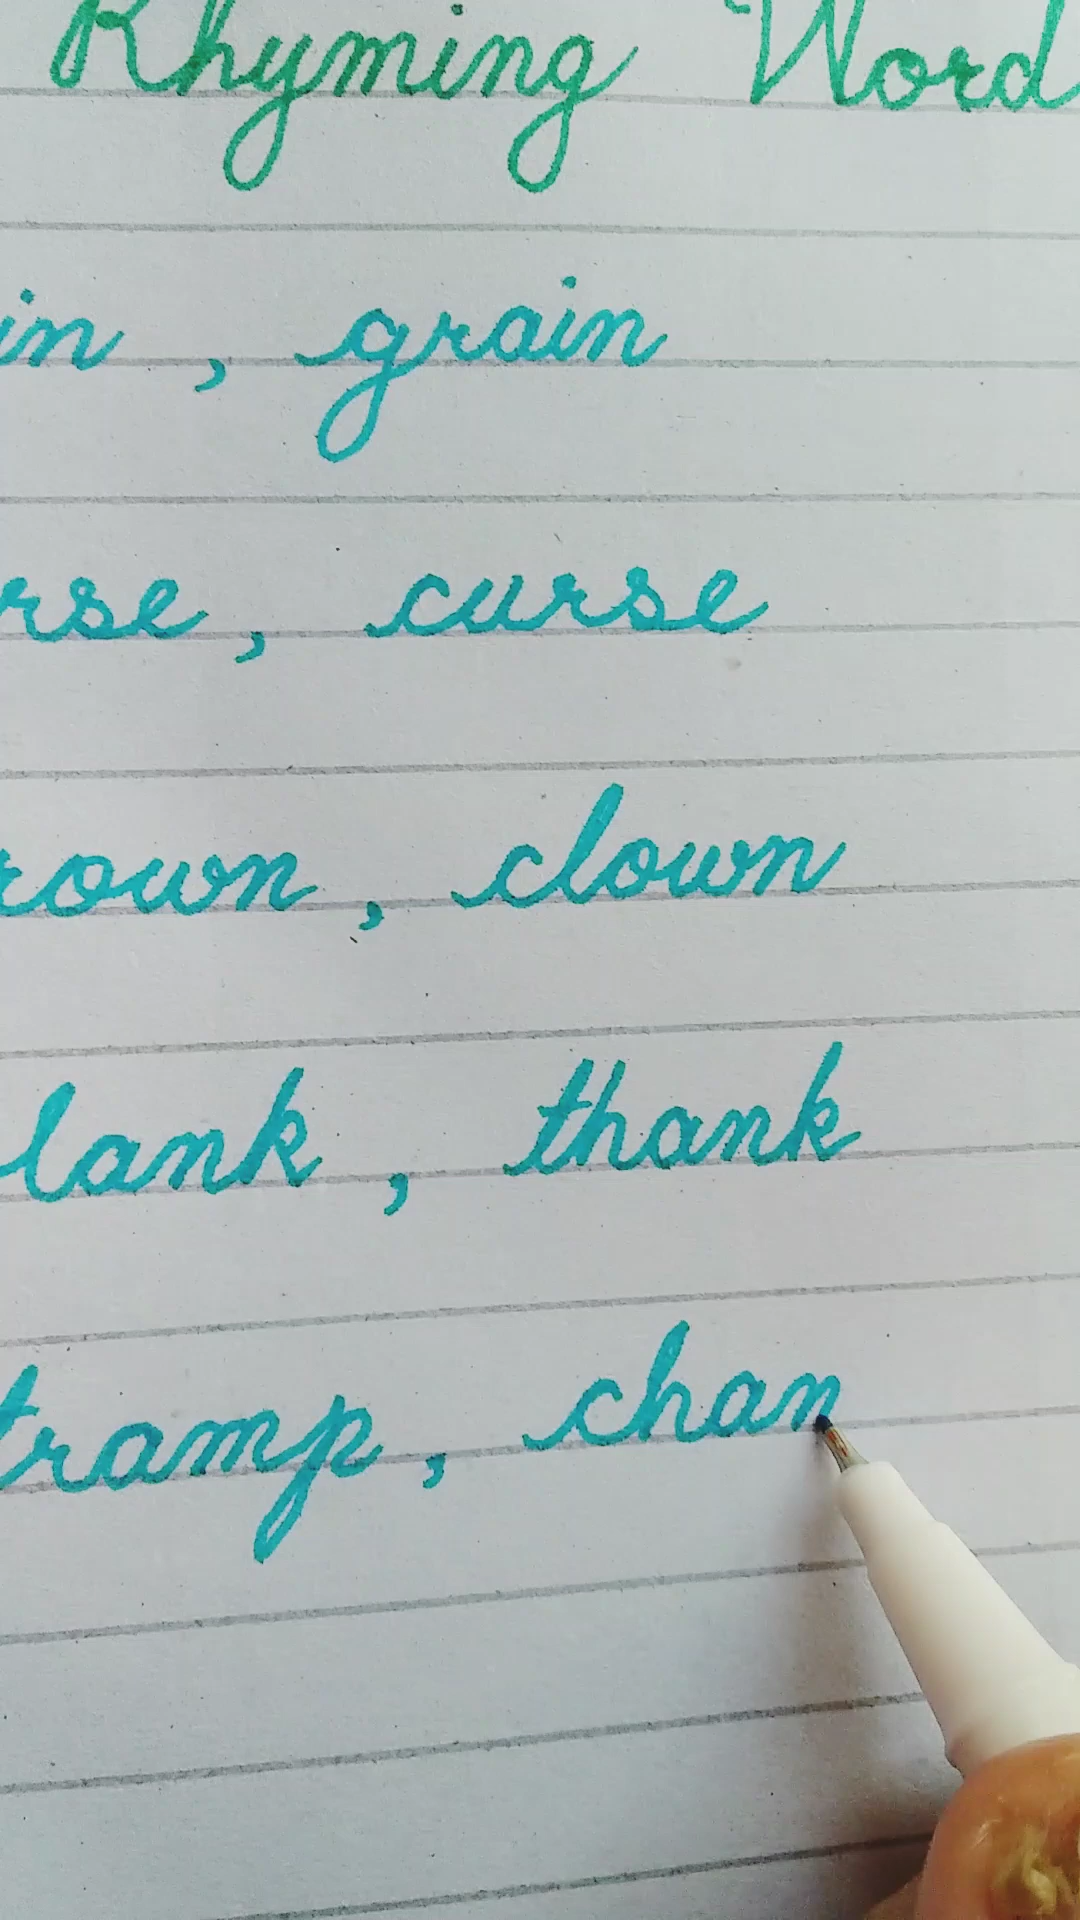 Rhyming Word
in, grain
rse, curse
rown, clown
lank, thank
tramp, chan